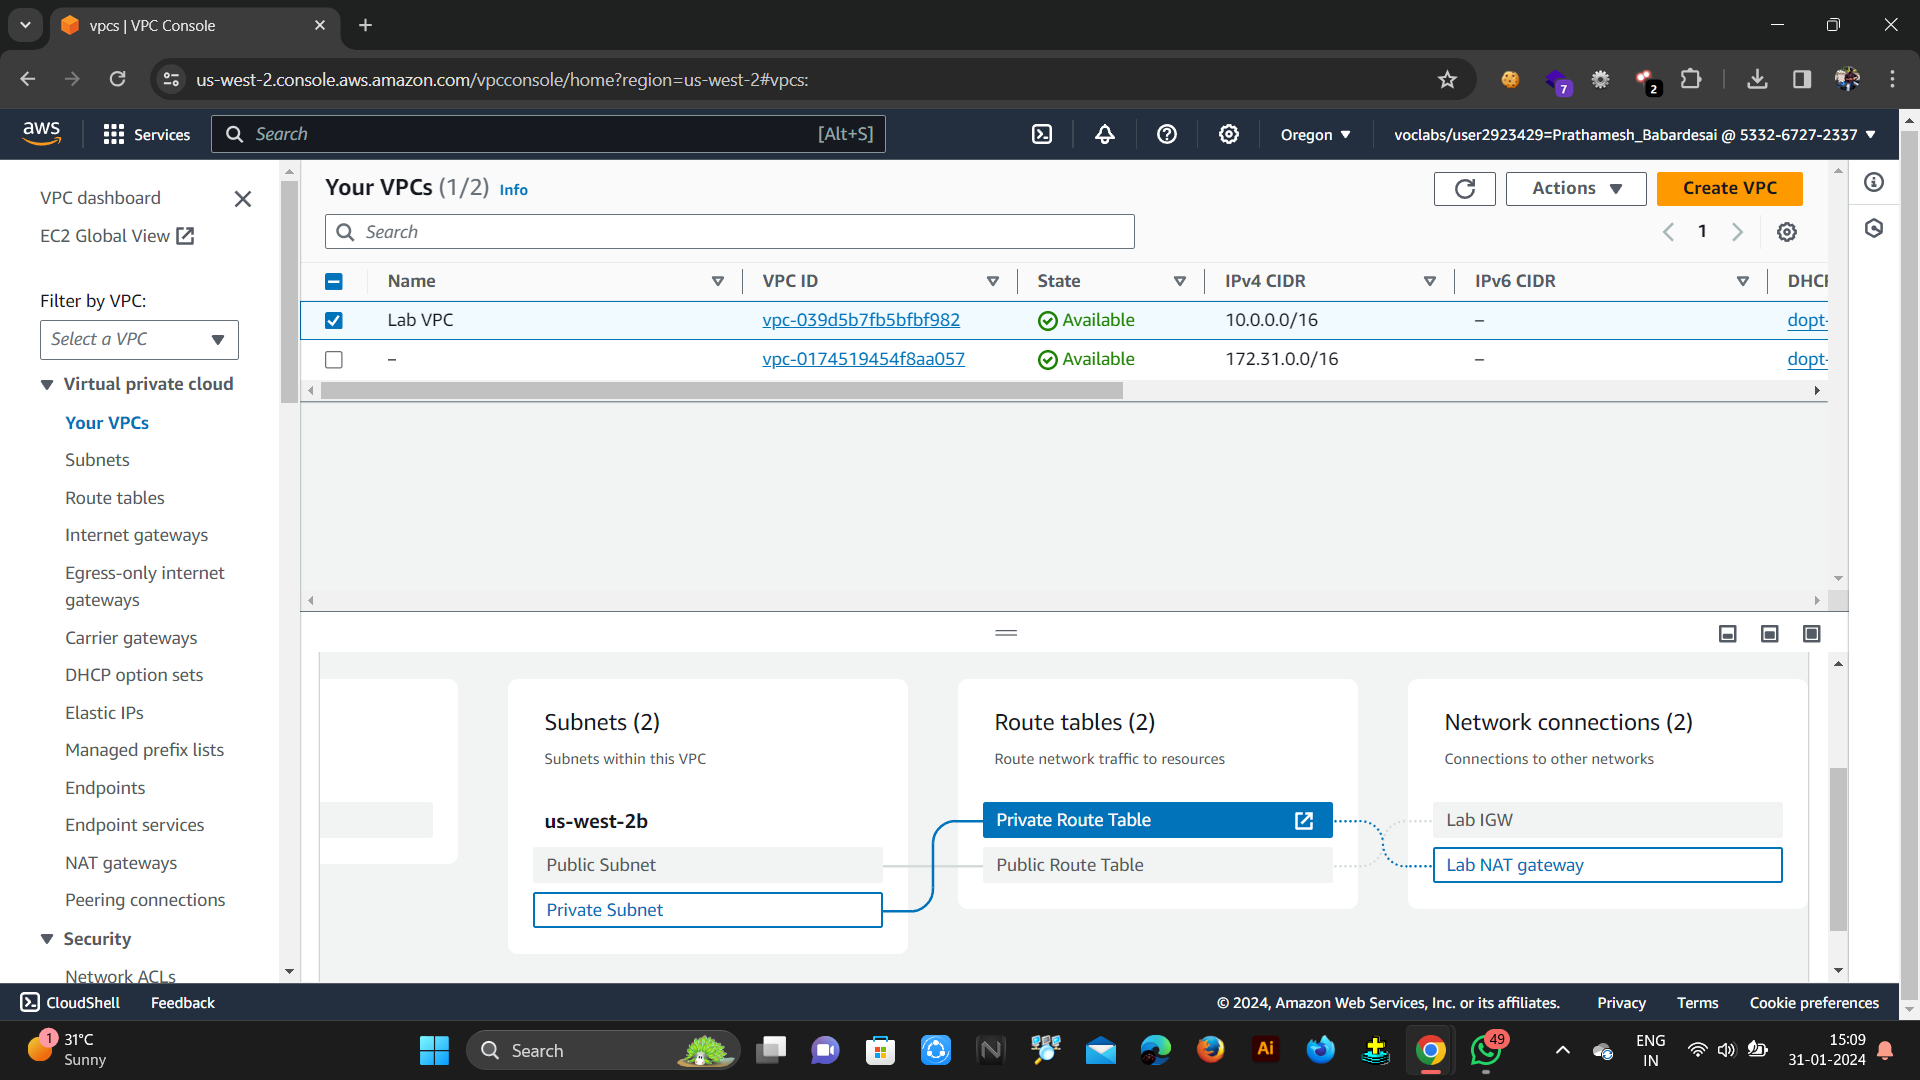 vpcs | VPC Console
us-west-2.console.aws.amazon.com/vpcconsole/home?region=us-west-2#vpcs:
7
2
aws
Services
Search
[Alt+S]
Oregon
voclabs/user2923429=Prathamesh_Babardesai @ 5332-6727-2337
VPC dashboard
EC2 Global View
Filter by VPC:
Select a VPC
Virtual private cloud
Your VPCs
Subnets
Route tables
Internet gateways
Egress-only internet
gateways
Carrier gateways
DHCP option sets
Elastic IPs
Managed prefix lists
Endpoints
Endpoint services
NAT gateways
Peering connections
Security
Network ACLs
Your VPCs (1/2) Info
Actions
Create VPC
Search
1
Name VPC ID State IPv4 CIDR IPv6 CIDR DHCP
Lab VPC vpc-039d5b7fb5bfbf982 Available 10.0.0.0/16 – dopt-
– vpc-0174519454f8aa057 Available 172.31.0.0/16 – dopt-
Subnets (2)
Subnets within this VPC
us-west-2b
Public Subnet
Private Subnet
Route tables (2)
Route network traffic to resources
Private Route Table
Public Route Table
Network connections (2)
Connections to other networks
Lab IGW
Lab NAT gateway
CloudShell
Feedback
© 2024, Amazon Web Services, Inc. or its affiliates.
Privacy
Terms
Cookie preferences
1
31°C
Sunny
Search
Ai
49
ENG
IN
15:09
31-01-2024